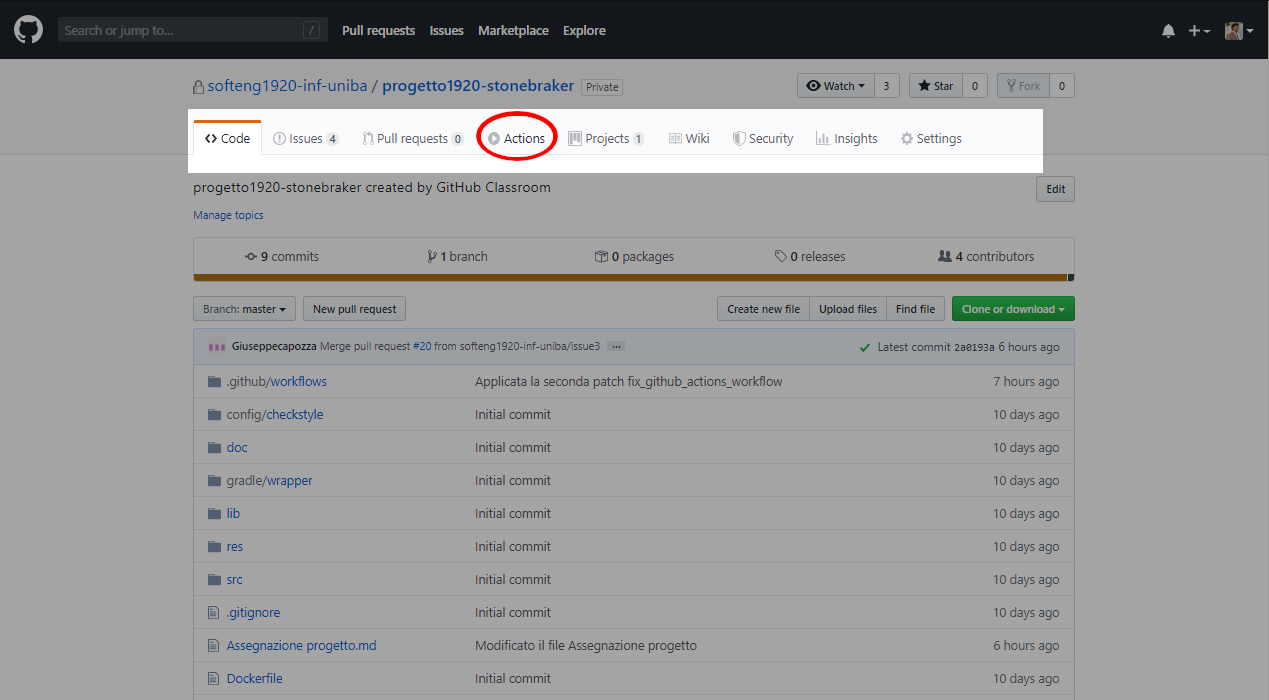 Search or jump to... / Pull requests Issues Marketplace Explore
softeng1920-inf-uniba / progetto1920-stonebraker Private Watch 3 Star 0 Fork 0
Code Issues 4 Pull requests 0 Actions Projects 1 Wiki Security Insights Settings
progetto1920-stonebraker created by GitHub Classroom Edit
Manage topics
9 commits 1 branch 0 packages 0 releases 4 contributors
Branch: master New pull request Create new file Upload files Find file Clone or download
Giuseppecapozza Merge pull request #20 from softeng1920-inf-uniba/issue3 ... Latest commit 2a0193a 6 hours ago
.github/workflows Applicata la seconda patch fix_github_actions_workflow 7 hours ago
config/checkstyle Initial commit 10 days ago
doc Initial commit 10 days ago
gradle/wrapper Initial commit 10 days ago
lib Initial commit 10 days ago
res Initial commit 10 days ago
src Initial commit 10 days ago
.gitignore Initial commit 10 days ago
Assegnazione progetto.md Modificato il file Assegnazione progetto 6 hours ago
Dockerfile Initial commit 10 days ago